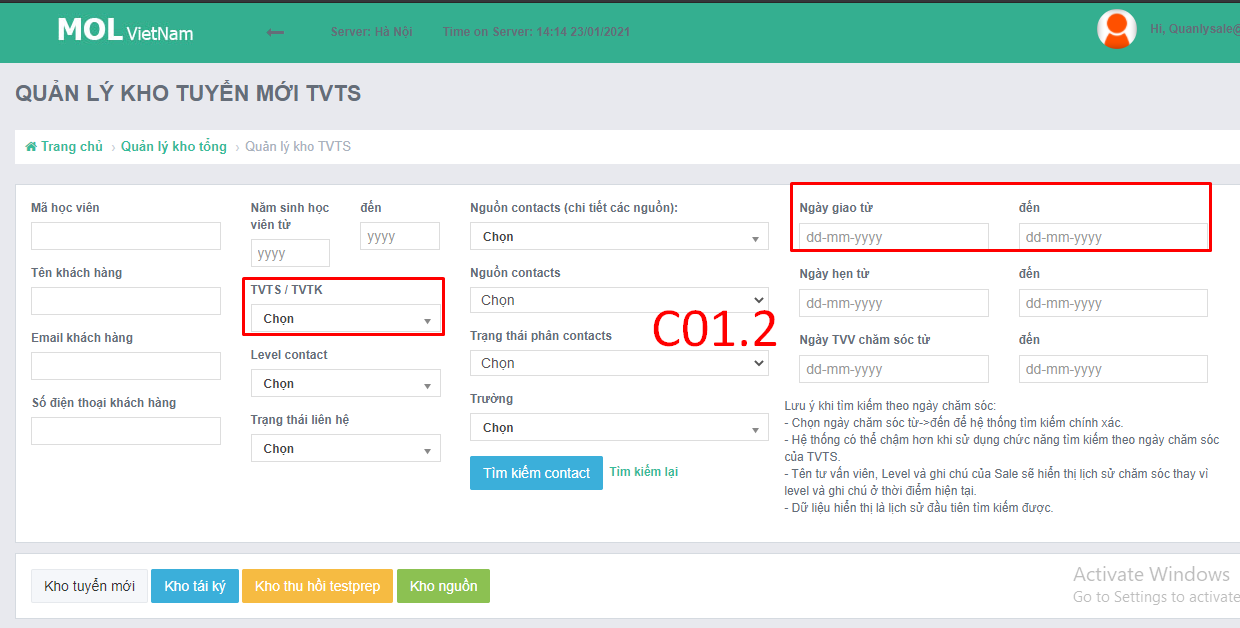 MOL VietNam
Server: Hà Nội
Time on Server: 14:14 23/01/2021
Hi, Quanlysale@
QUẢN LÝ KHO TUYỂN MỚI TVTS
Trang chủ › Quản lý kho tổng › Quản lý kho TVTS
Mã học viên
Tên khách hàng
Email khách hàng
Số điện thoại khách hàng
Năm sinh học
viên từ
yyyy
đến
yyyy
TVTS / TVTK
Chọn
Level contact
Chọn
Trạng thái liên hệ
Chọn
Nguồn contacts (chi tiết các nguồn):
Chọn
Nguồn contacts
Chọn
C01.2
Trạng thái phân contacts
Chọn
Trường
Chọn
Tìm kiếm contact
Tìm kiếm lại
Ngày giao từ
đến
dd-mm-yyyy
dd-mm-yyyy
Ngày hẹn từ
đến
dd-mm-yyyy
dd-mm-yyyy
Ngày TVV chăm sóc từ
đến
dd-mm-yyyy
dd-mm-yyyy
Lưu ý khi tìm kiếm theo ngày chăm sóc:
- Chọn ngày chăm sóc từ->đến để hệ thống tìm kiếm chính xác.
- Hệ thống có thể chậm hơn khi sử dụng chức năng tìm kiếm theo ngày chăm sóc
của TVTS.
- Tên tư vấn viên, Level và ghi chú của Sale sẽ hiển thị lịch sử chăm sóc thay vì
level và ghi chú ở thời điểm hiện tại.
- Dữ liệu hiển thị là lịch sử đầu tiên tìm kiếm được.
Kho tuyển mới
Kho tái ký
Kho thu hồi testprep
Kho nguồn
Activate Windows
Go to Settings to activate